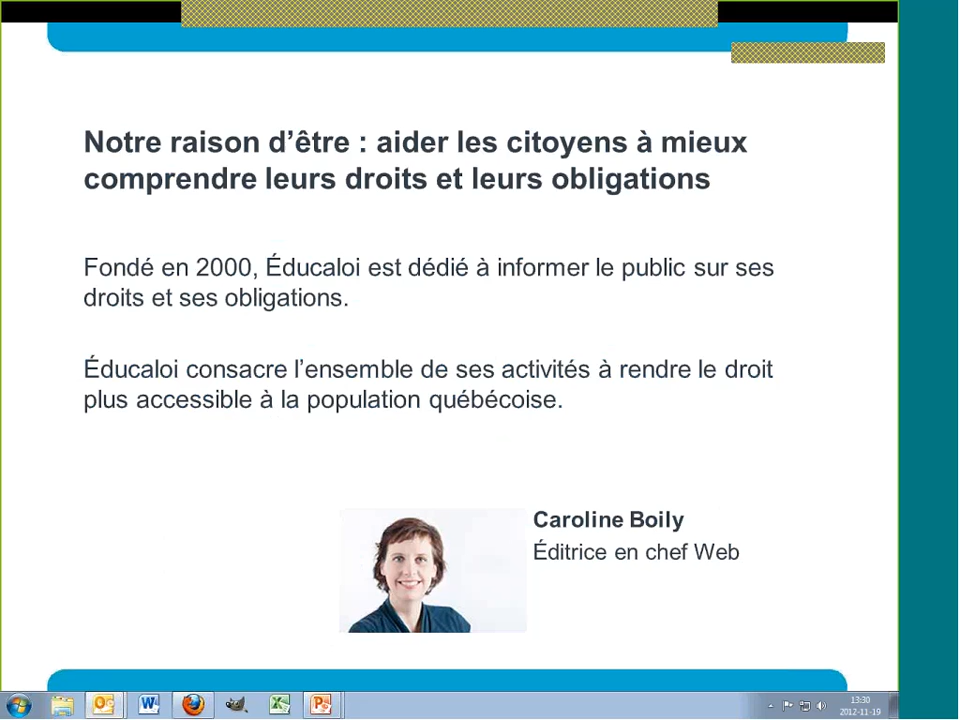 Notre raison d’être : aider les citoyens à mieux
comprendre leurs droits et leurs obligations
Fondé en 2000, Éducaloi est dédié à informer le public sur ses
droits et ses obligations.
Éducaloi consacre l’ensemble de ses activités à rendre le droit
plus accessible à la population québécoise.
Caroline Boily
Éditrice en chef Web
13:30
2012-11-19